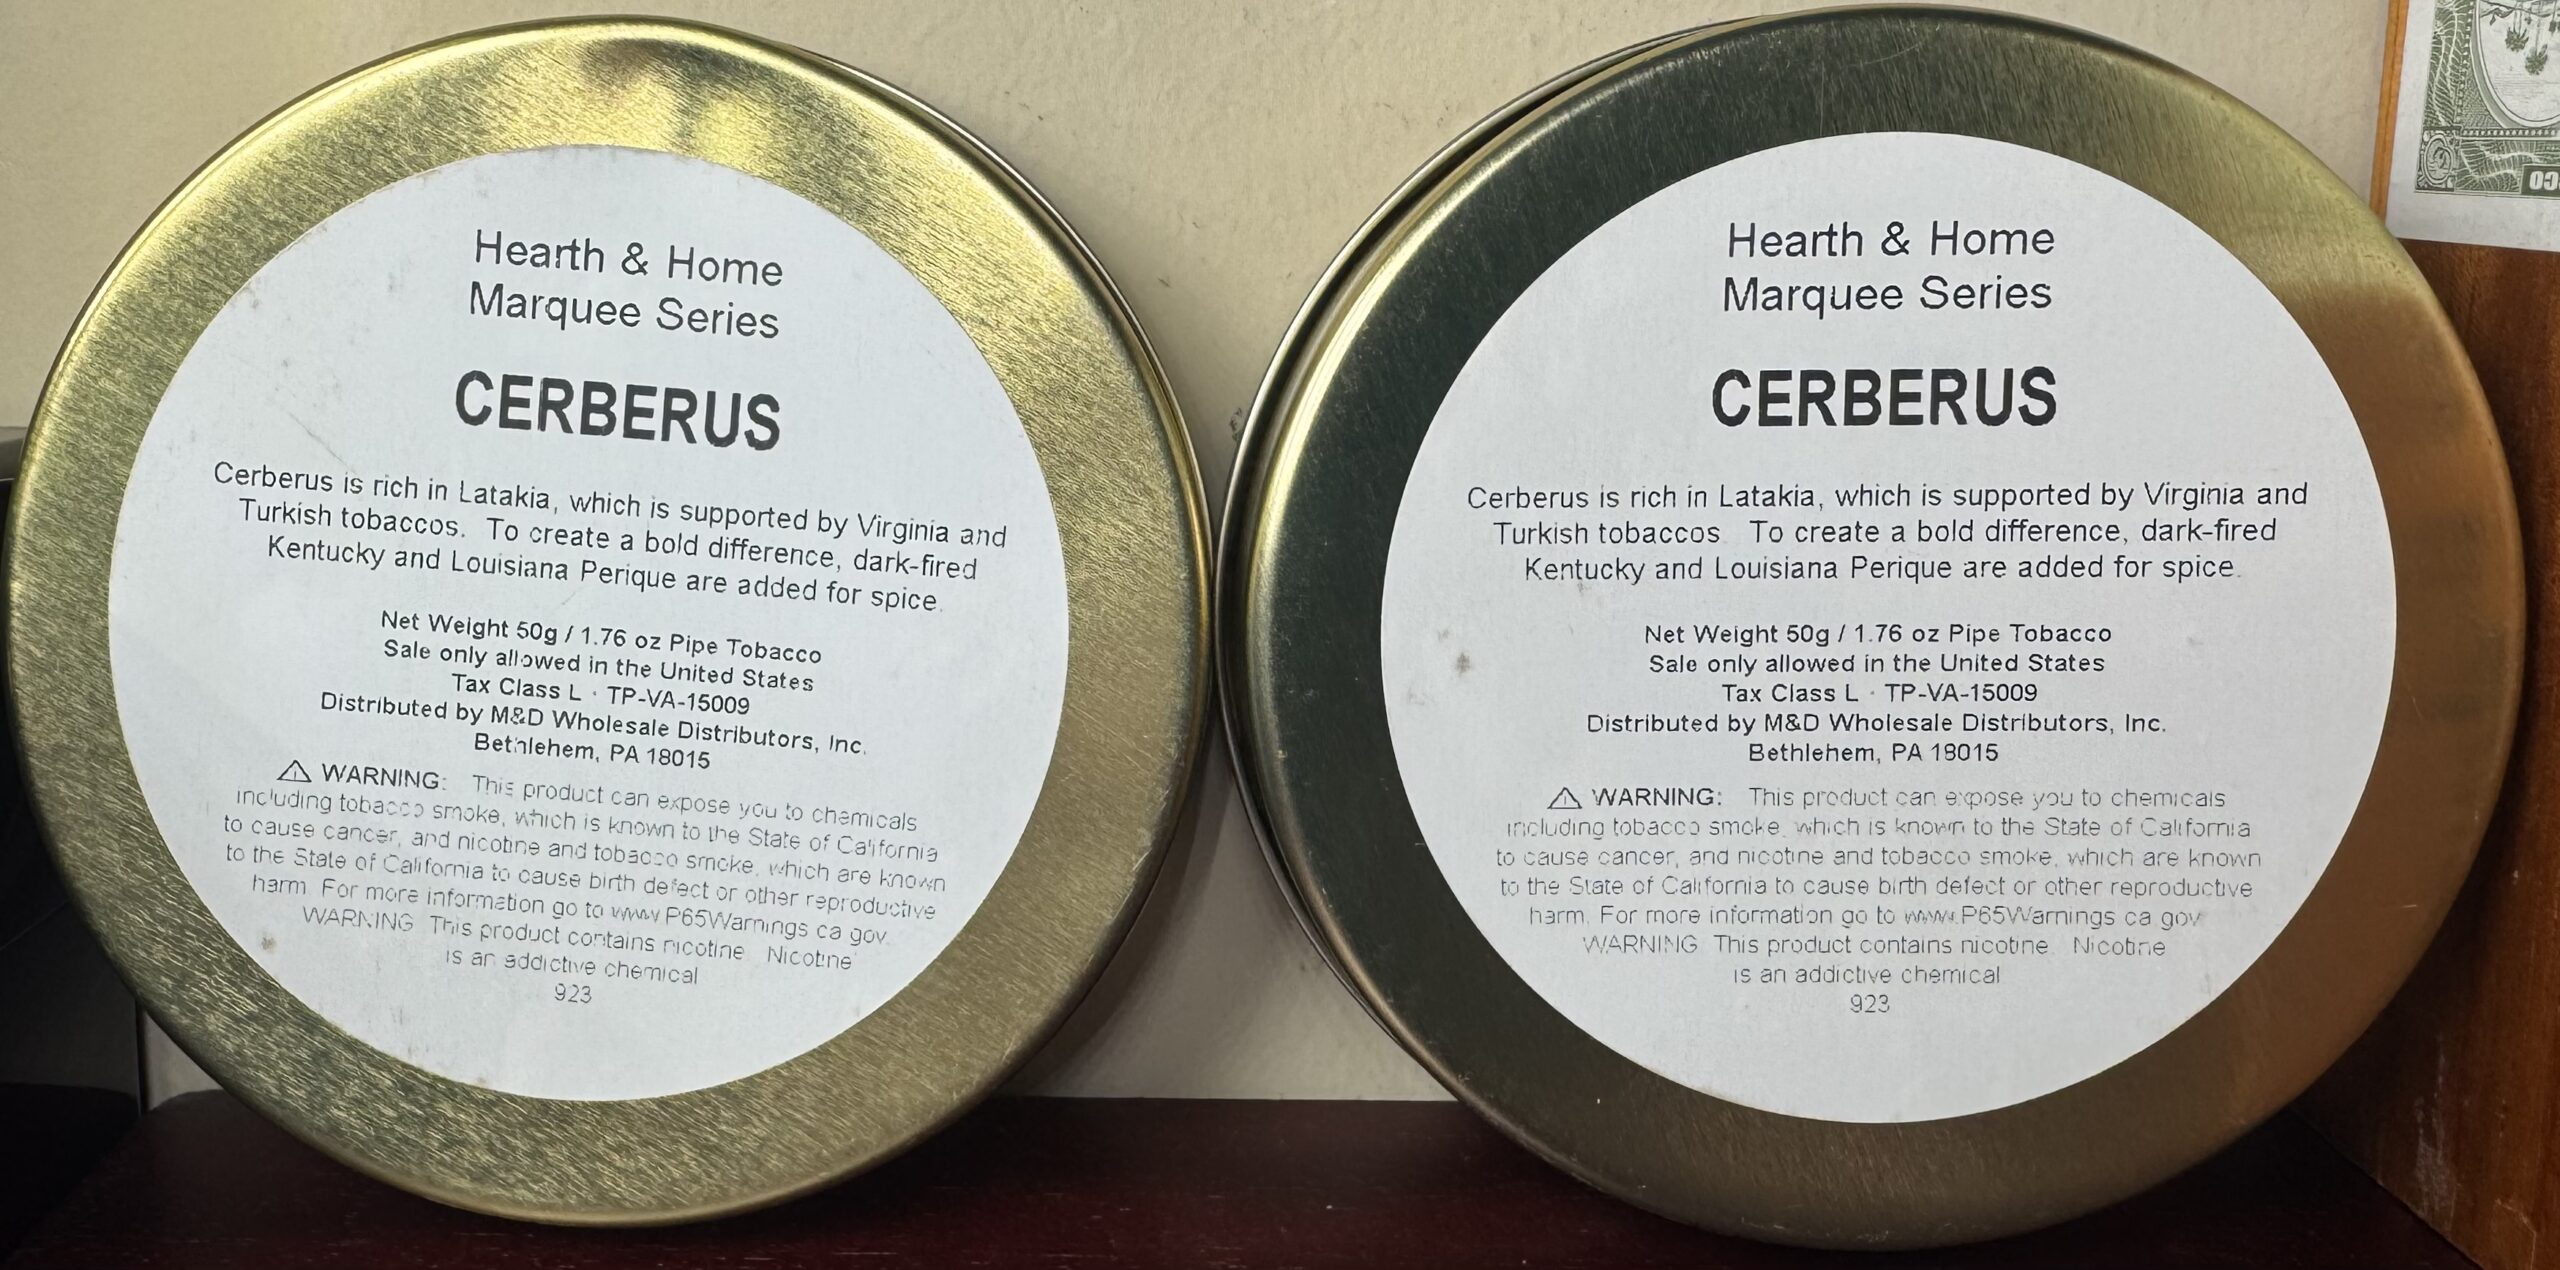 Hearth & Home
Marquee Series
CERBERUS
Cerberus is rich in Latakia, which is supported by Virginia and
Turkish tobaccos. To create a bold difference, dark-fired
Kentucky and Louisiana Perique are added for spice.
Net Weight 50g / 1.76 oz Pipe Tobacco
Sale only allowed in the United States
Tax Class L · TP-VA-15009
Distributed by M&D Wholesale Distributors, Inc.
Bethlehem, PA 18015
⚠ WARNING: This product can expose you to chemicals
including tobacco smoke, which is known to the State of California
to cause cancer, and nicotine and tobacco smoke, which are known
to the State of California to cause birth defect or other reproductive
harm. For more information go to www.P65Warnings.ca.gov.
WARNING This product contains nicotine. Nicotine
is an addictive chemical
923
Hearth & Home
Marquee Series
CERBERUS
Cerberus is rich in Latakia, which is supported by Virginia and
Turkish tobaccos To create a bold difference, dark-fired
Kentucky and Louisiana Perique are added for spice.
Net Weight 50g / 1.76 oz Pipe Tobacco
Sale only allowed in the United States
Tax Class L · TP-VA-15009
Distributed by M&D Wholesale Distributors, Inc.
Bethlehem, PA 18015
⚠ WARNING: This product can expose you to chemicals
including tobacco smoke, which is known to the State of California
to cause cancer, and nicotine and tobacco smoke, which are known
to the State of California to cause birth defect or other reproductive
harm. For more information go to www.P65Warnings.ca.gov
WARNING This product contains nicotine. Nicotine
is an addictive chemical
923